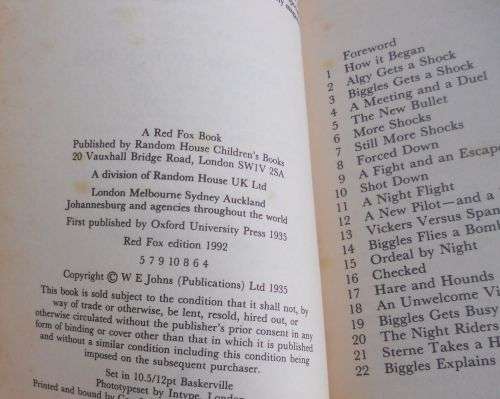 A Red Fox Book
Published by Random House Children's Books
20 Vauxhall Bridge Road, London SW1V 2SA
A division of Random House UK Ltd
London Melbourne Sydney Auckland
Johannesburg and agencies throughout the world
First published by Oxford University Press 1935
Red Fox edition 1992
5 7 9 10 8 6 4
Copyright © W E Johns (Publications) Ltd 1935
This book is sold subject to the condition that it shall not, by
way of trade or otherwise, be lent, resold, hired out, or
otherwise circulated without the publisher's prior consent in any
form of binding or cover other than that in which it is published
and without a similar condition including this condition being
imposed on the subsequent purchaser.
Set in 10.5/12pt Baskerville
Phototypeset by Intype, London
Printed and bound by
Foreword
1 How it Began
2 Algy Gets a Shock
3 Biggles Gets a Shock
4 A Meeting and a Duel
5 The New Bullet
6 More Shocks
7 Still More Shocks
8 Forced Down
9 A Fight and an Escape
10 Shot Down
11 A Night Flight
12 A New Pilot—and a
13 Vickers Versus Span
14 Biggles Flies a Bomb
15 Ordeal by Night
16 Checked
17 Hare and Hounds
18 An Unwelcome Vi
19 Biggles Gets Busy
20 The Night Riders
21 Sterne Takes a H
22 Biggles Explains